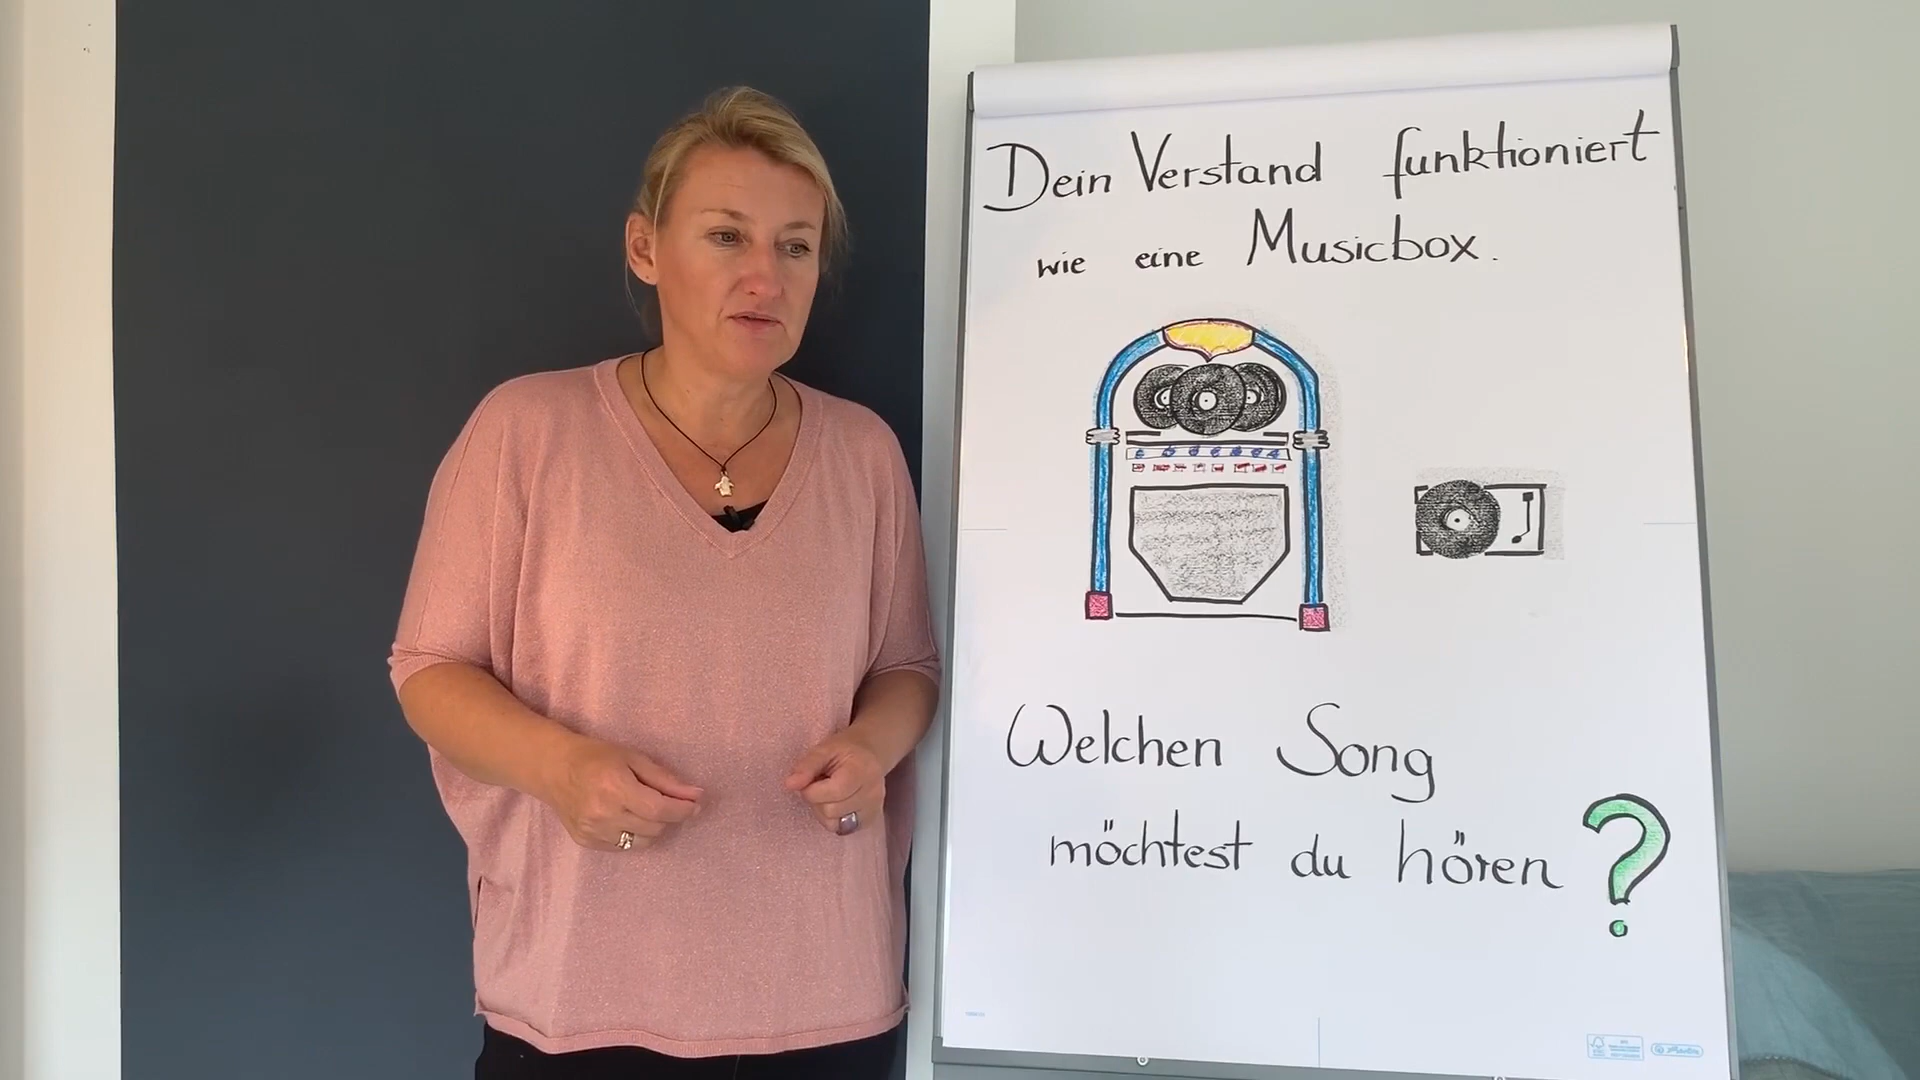 Dein Verstand funktioniert
wie eine Musicbox.
Welchen Song
möchtest du hören?